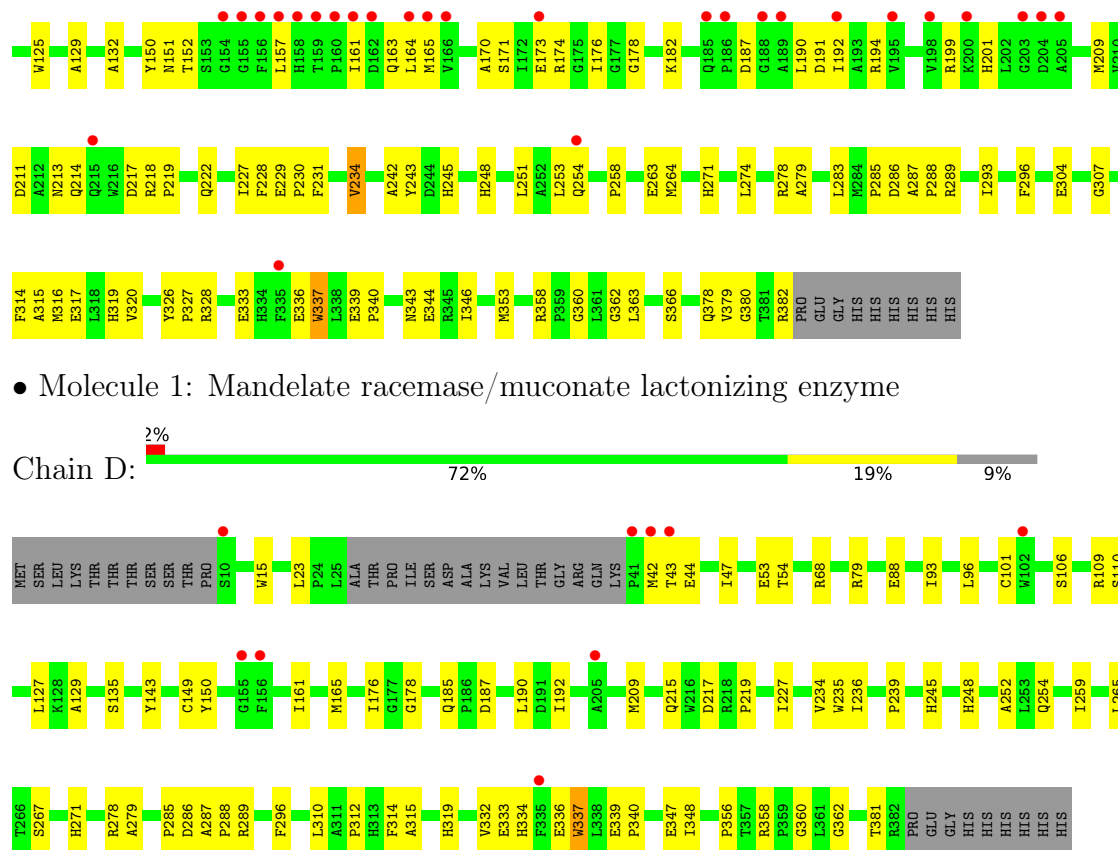 W125 A129 A132 Y150 N151 T152 S153 G154 G155 F156 L157 H158 T159 P160 I161 D162 Q163 L164 M165 V166 A170 S171 I172 E173 R174 G175 I176 G177 G178 K182 Q185 P186 D187 G188 A189 L190 D191 I192 A193 R194 V195 V198 R199 K200 H201 L202 G203 D204 A205 M209
D211 A212 N213 Q214 Q215 W216 D217 R218 P219 Q222 I227 F228 E229 P230 F231 V234 A242 Y243 D244 H245 H248 L251 A252 L253 Q254 P258 E263 M264 H271 L274 R278 A279 L283 M284 P285 D286 A287 P288 R289 I293 F296 E304 G307
F314 A315 M316 E317 L318 H319 V320 Y326 P327 R328 E333 H334 F335 E336 W337 L338 E339 P340 N343 E344 R345 I346 M353 R358 P359 G360 L361 G362 L363 S366 Q378 V379 G380 T381 R382 PRO GLU GLY HIS HIS HIS HIS HIS HIS HIS
• Molecule 1: Mandelate racemase/muconate lactonizing enzyme
2%
Chain D:
72% 19% 9%
MET SER LEU LYS THR THR THR SER SER THR PRO S10 W15 L23 P24 L25 ALA THR PRO ILE SER ASP ALA LYS VAL LEU THR GLY ARG GLN LYS P41 M42 T43 E44 I47 E53 T54 R68 R79 E88 I93 L96 C101 W102 S106 R109 S110
L127 K128 A129 S135 Y143 C149 Y150 G155 F156 I161 M165 I176 G177 G178 Q185 P186 D187 L190 D191 I192 A205 M209 Q215 W216 D217 R218 P219 I227 V234 W235 I236 P239 H245 H248 A252 L253 Q254 I259 L265
T266 S267 H271 R278 A279 P285 D286 A287 P288 R289 F296 L310 A311 P312 H313 F314 A315 H319 V332 E333 H334 F335 E336 W337 L338 E339 P340 E347 I348 P356 T357 R358 P359 G360 L361 G362 T381 R382 PRO GLU GLY HIS HIS HIS HIS HIS HIS HIS